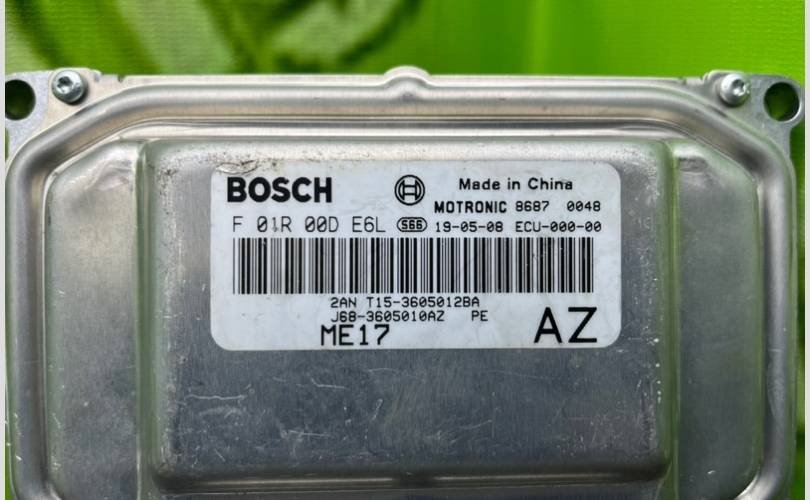 BOSCH Made in China
MOTRONIC 8687 0048
F 01R 00D E6L S66 19-05-08 ECU-000-00
2AN T15-3605012BA
J68-3605010AZ PE
ME17 AZ